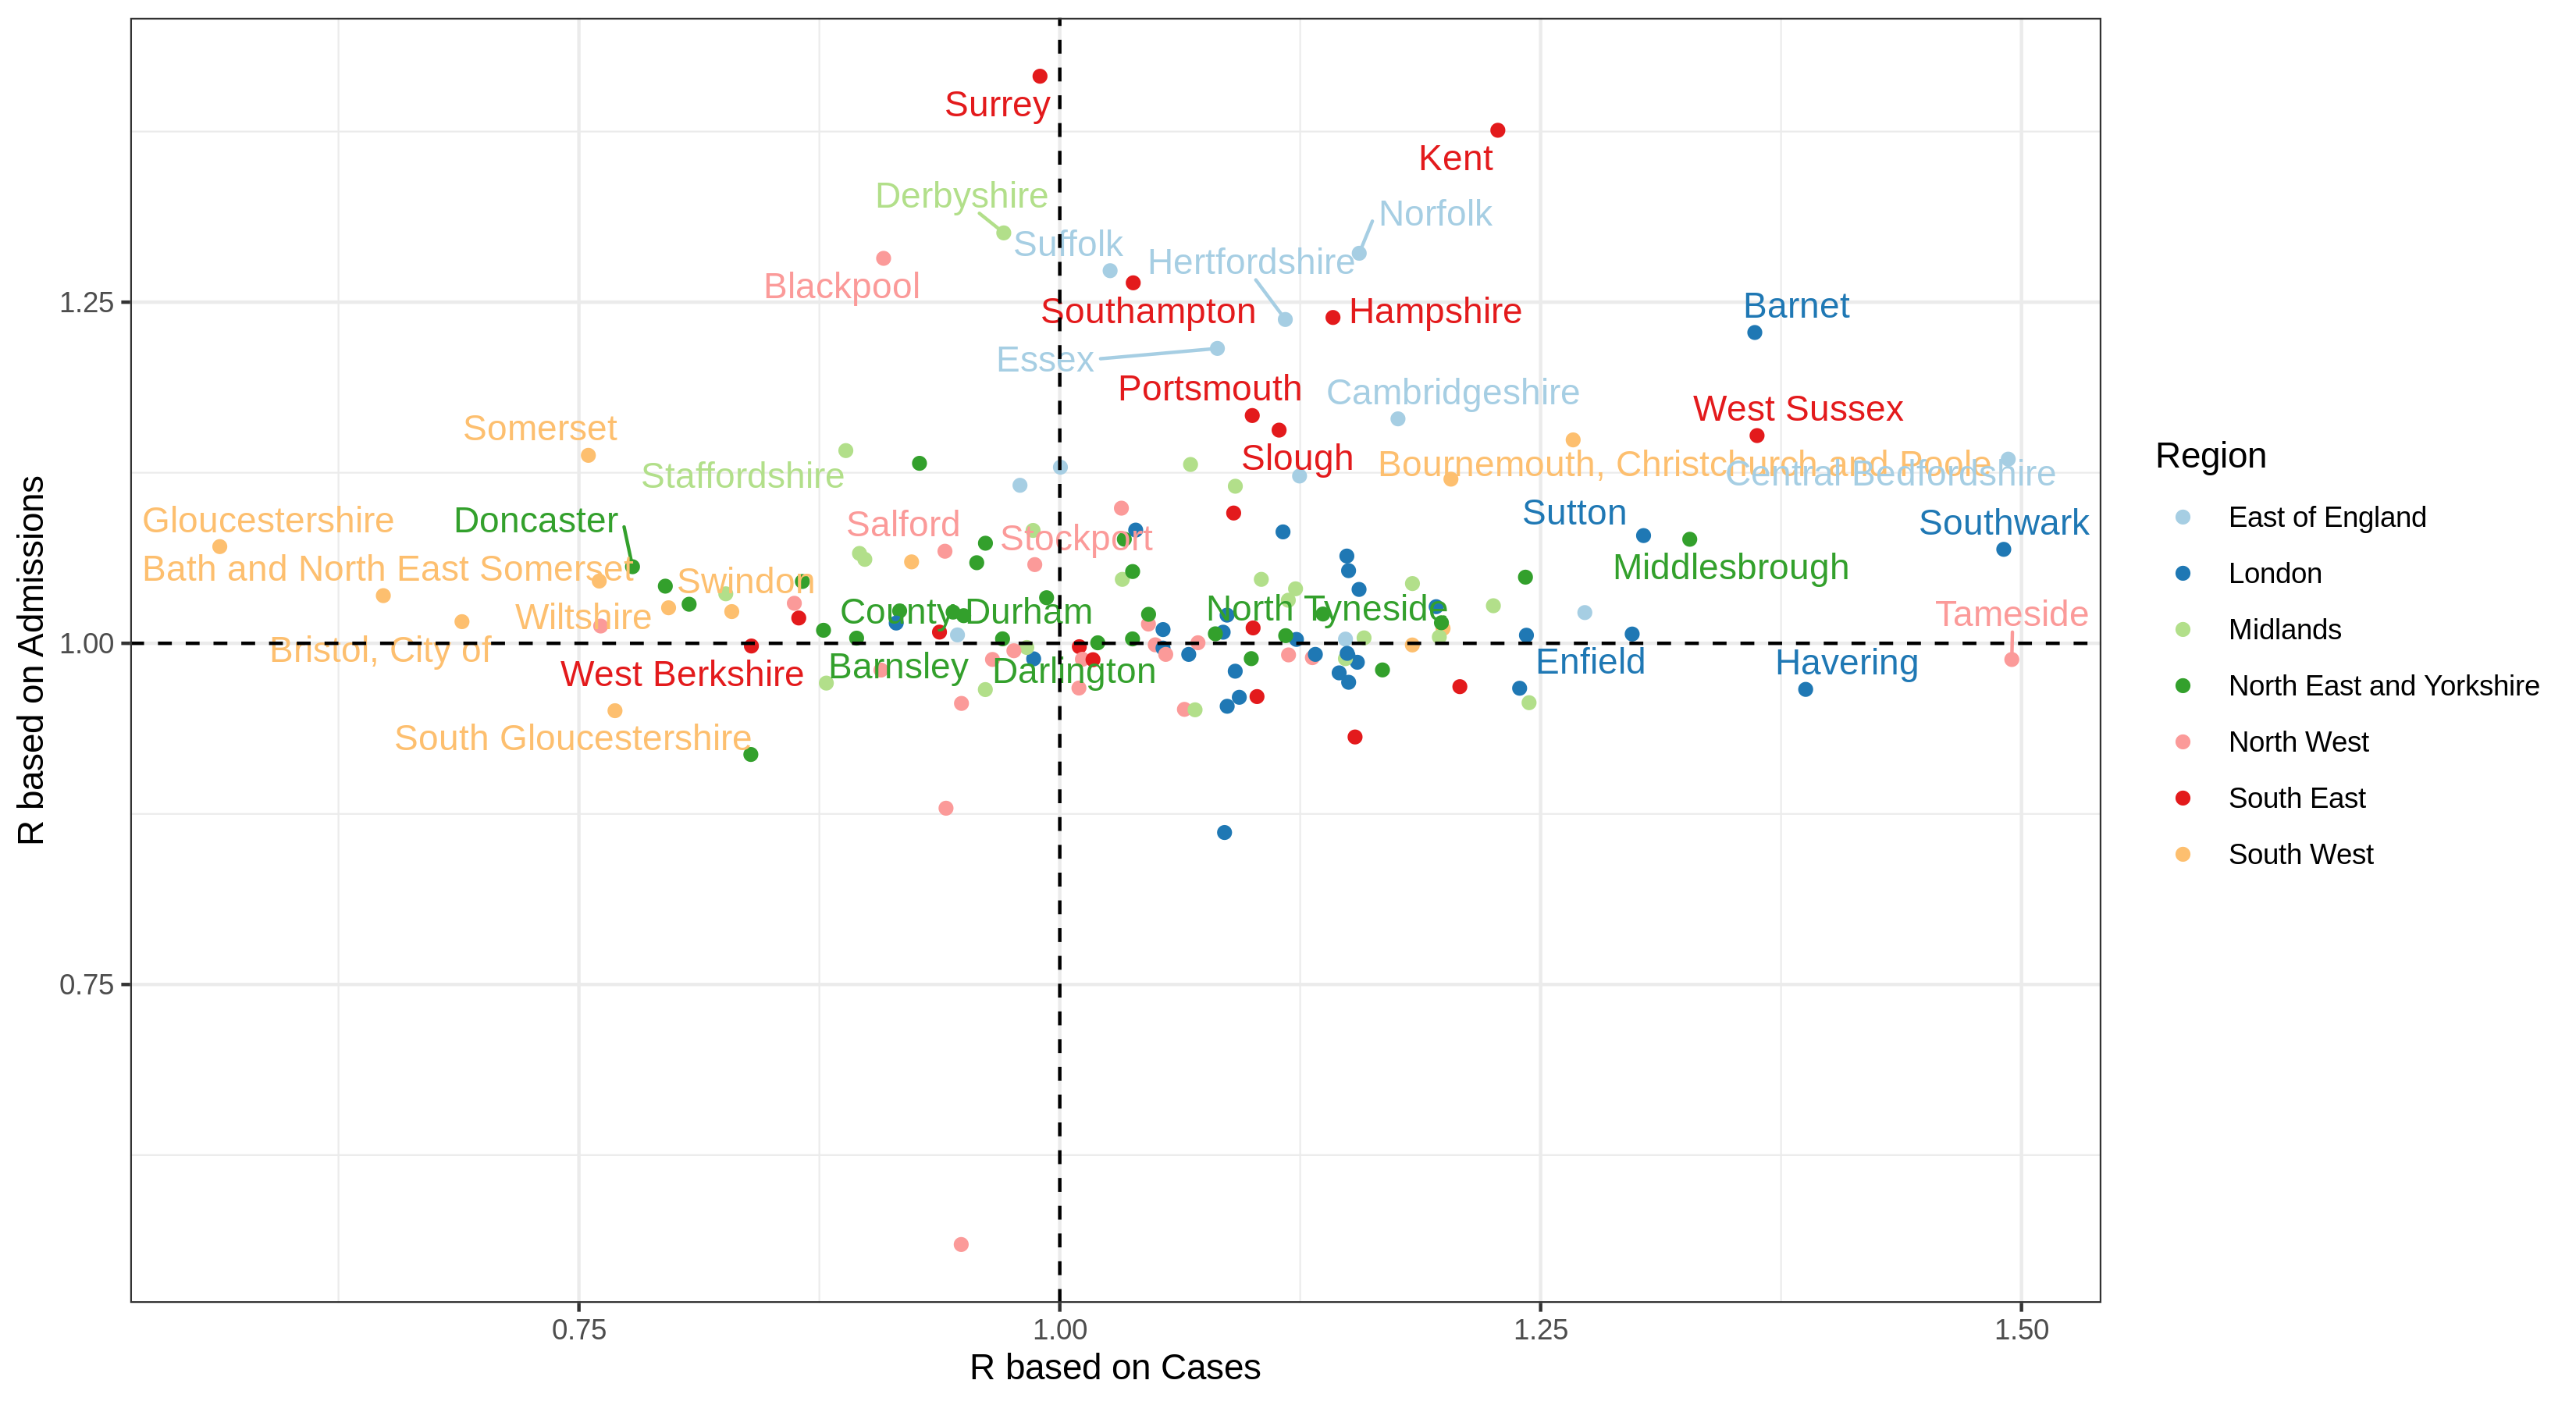 Surrey
Kent
Derbyshire
Norfolk
Suffolk
Hertfordshire
Blackpool
1.25
Southampton
Hampshire
Barnet
Essex
Portsmouth
Cambridgeshire
West Sussex
Somerset
Slough
Bournemouth, Christchurch and Poole
Central Bedfordshire
Staffordshire
Region
Gloucestershire
Doncaster
Salford
Stockport
Sutton
Southwark
East of England
Bath and North East Somerset
Swindon
Middlesbrough
London
Wiltshire
County Durham
North Tyneside
Tameside
Midlands
1.00
Bristol, City of
West Berkshire
Barnsley
Darlington
Enfield
Havering
North East and Yorkshire
South Gloucestershire
North West
South East
South West
R based on Admissions
0.75
0.75
1.00
1.25
1.50
R based on Cases